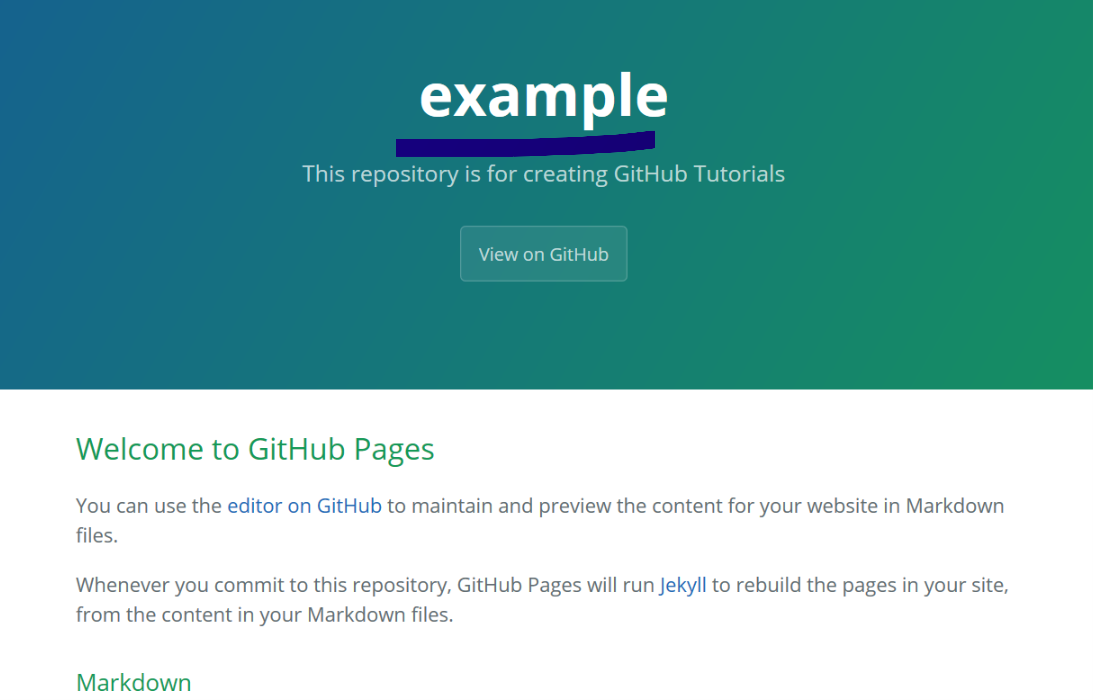 example
This repository is for creating GitHub Tutorials
View on GitHub
Welcome to GitHub Pages
You can use the editor on GitHub to maintain and preview the content for your website in Markdown
files.
Whenever you commit to this repository, GitHub Pages will run Jekyll to rebuild the pages in your site,
from the content in your Markdown files.
Markdown